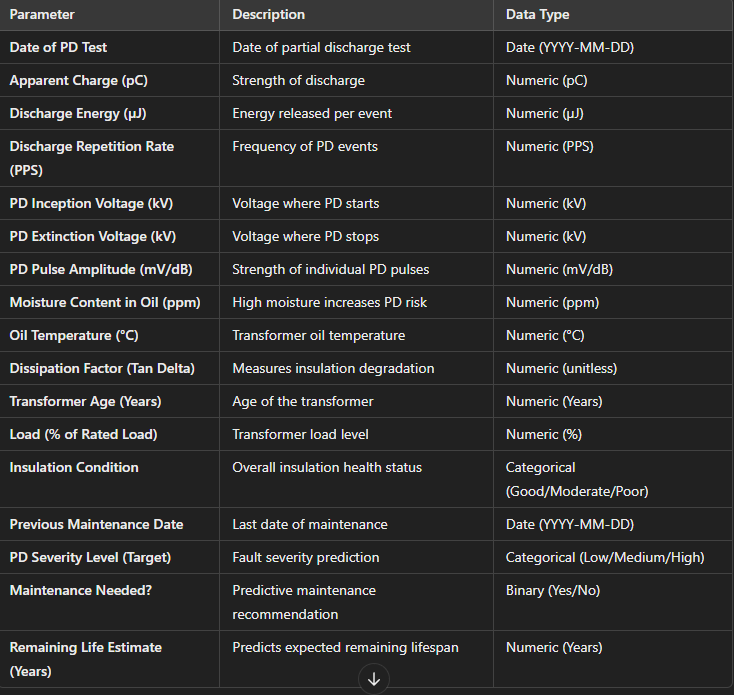 Parameter Description Data Type
Date of PD Test Date of partial discharge test Date (YYYY-MM-DD)
Apparent Charge (pC) Strength of discharge Numeric (pC)
Discharge Energy (µJ) Energy released per event Numeric (µJ)
Discharge Repetition Rate Frequency of PD events Numeric (PPS)
(PPS)
PD Inception Voltage (kV) Voltage where PD starts Numeric (kV)
PD Extinction Voltage (kV) Voltage where PD stops Numeric (kV)
PD Pulse Amplitude (mV/dB) Strength of individual PD pulses Numeric (mV/dB)
Moisture Content in Oil (ppm) High moisture increases PD risk Numeric (ppm)
Oil Temperature (°C) Transformer oil temperature Numeric (°C)
Dissipation Factor (Tan Delta) Measures insulation degradation Numeric (unitless)
Transformer Age (Years) Age of the transformer Numeric (Years)
Load (% of Rated Load) Transformer load level Numeric (%)
Insulation Condition Overall insulation health status Categorical
(Good/Moderate/Poor)
Previous Maintenance Date Last date of maintenance Date (YYYY-MM-DD)
PD Severity Level (Target) Fault severity prediction Categorical (Low/Medium/High)
Maintenance Needed? Predictive maintenance Binary (Yes/No)
recommendation
Remaining Life Estimate Predicts expected remaining lifespan Numeric (Years)
(Years)